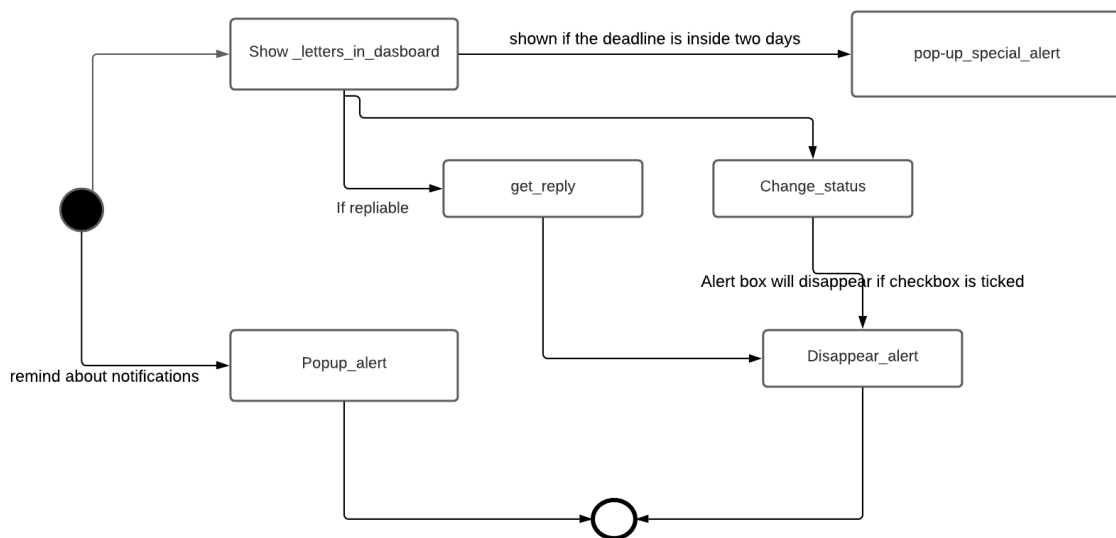 Show _letters_in_dasboard
shown if the deadline is inside two days
pop-up_special_alert
get_reply
Change_status
If repliable
Alert box will disappear if checkbox is ticked
Popup_alert
Disappear_alert
remind about notifications